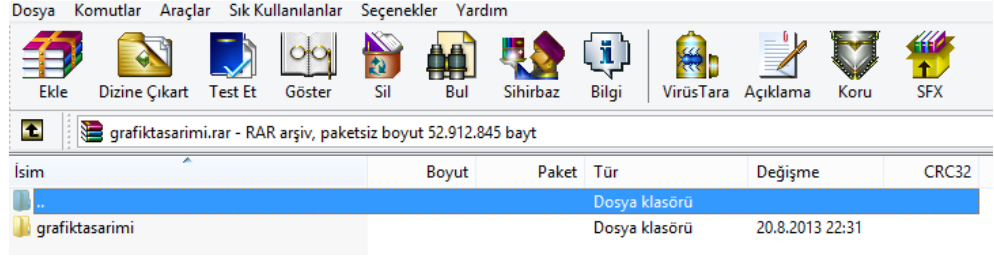 Dosya Komutlar Araçlar Sık Kullanılanlar Seçenekler Yardım
Ekle Dizine Çıkart Test Et Göster Sil Bul Sihirbaz Bilgi VirüsTara Açıklama Koru SFX
grafiktasarimi.rar - RAR arşiv, paketsiz boyut 52.912.845 bayt
İsim Boyut Paket Tür Değişme CRC32
.. Dosya klasörü
grafiktasarimi Dosya klasörü 20.8.2013 22:31